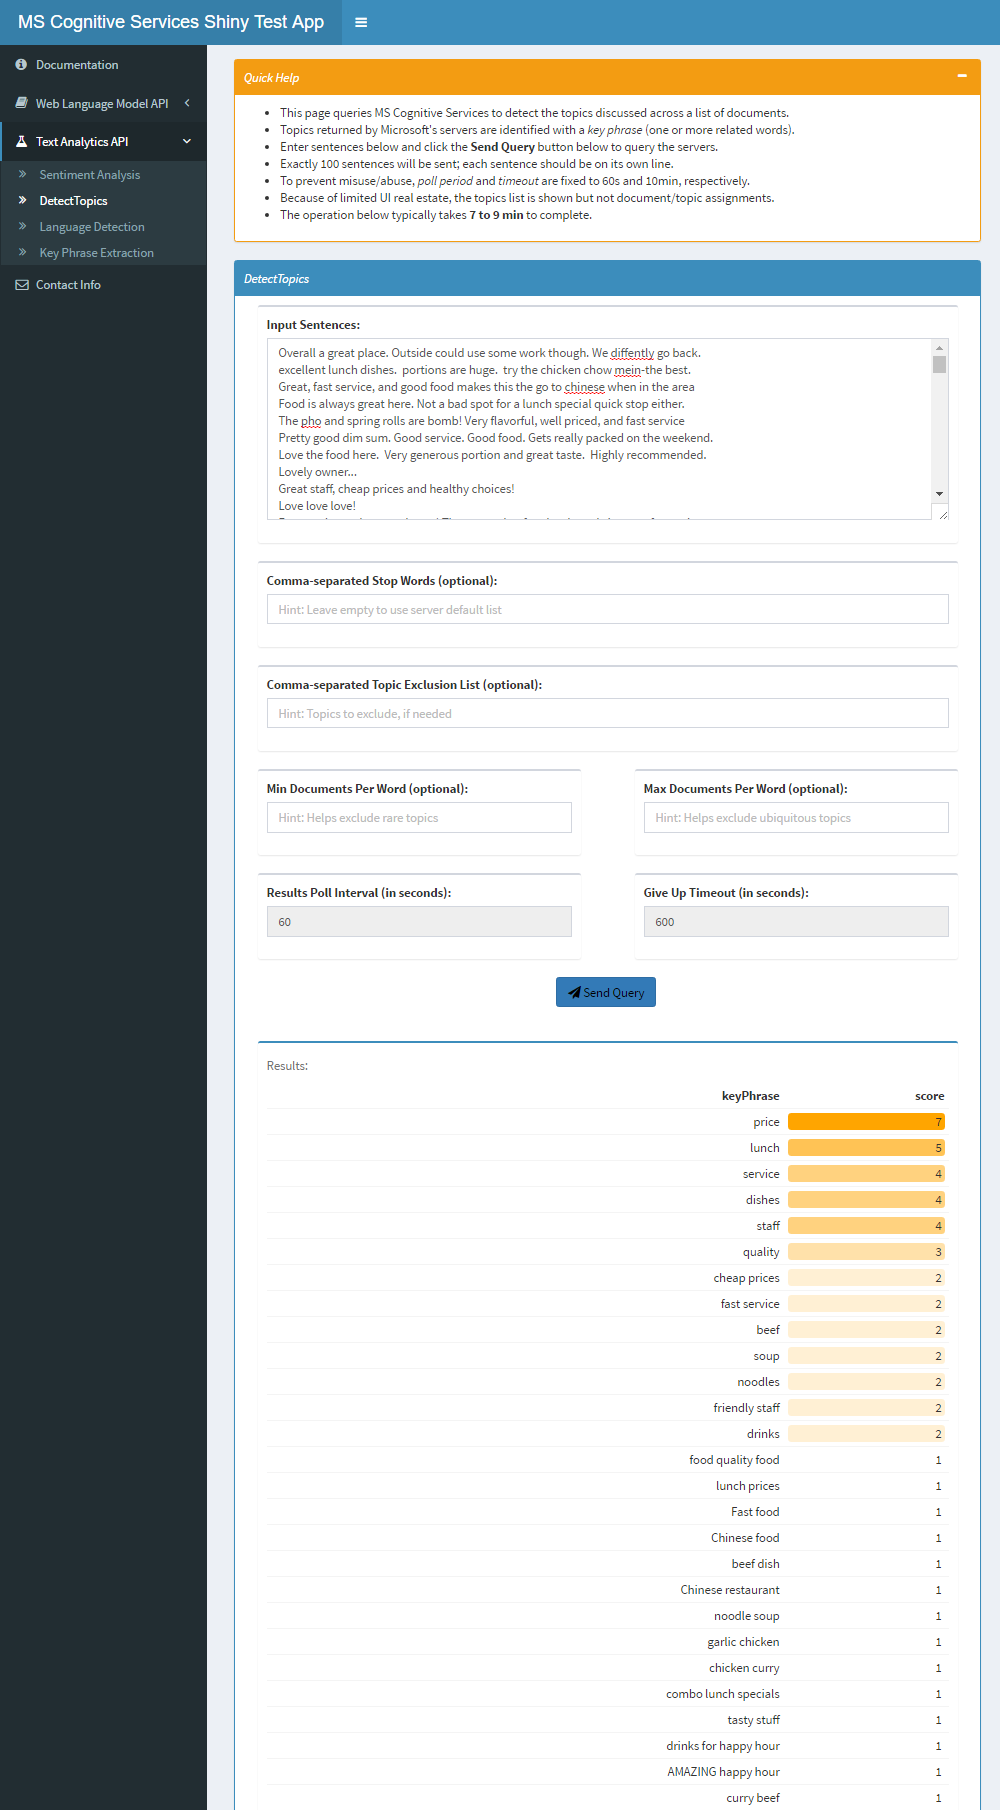 MS Cognitive Services Shiny Test App
Documentation
Web Language Model API
Text Analytics API
Sentiment Analysis
DetectTopics
Language Detection
Key Phrase Extraction
Contact Info
Quick Help
This page queries MS Cognitive Services to detect the topics discussed across a list of documents.
Topics returned by Microsoft's servers are identified with a key phrase (one or more related words).
Enter sentences below and click the Send Query button below to query the servers.
Exactly 100 sentences will be sent; each sentence should be on its own line.
To prevent misuse/abuse, poll period and timeout are fixed to 60s and 10min, respectively.
Because of limited UI real estate, the topics list is shown but not document/topic assignments.
The operation below typically takes 7 to 9 min to complete.
DetectTopics
Input Sentences:
Overall a great place. Outside could use some work though. We diffently go back.
excellent lunch dishes.  portions are huge.  try the chicken chow mein-the best.
Great, fast service, and good food makes this the go to chinese when in the area
Food is always great here. Not a bad spot for a lunch special quick stop either.
The pho and spring rolls are bomb! Very flavorful, well priced, and fast service
Pretty good dim sum. Good service. Good food. Gets really packed on the weekend.
Love the food here.  Very generous portion and great taste.  Highly recommended.
Lovely owner...
Great staff, cheap prices and healthy choices!
Love love love!
Comma-separated Stop Words (optional):
Hint: Leave empty to use server default list
Comma-separated Topic Exclusion List (optional):
Hint: Topics to exclude, if needed
Min Documents Per Word (optional):
Hint: Helps exclude rare topics
Max Documents Per Word (optional):
Hint: Helps exclude ubiquitous topics
Results Poll Interval (in seconds):
60
Give Up Timeout (in seconds):
600
Send Query
Results:
keyPhrase score
price 7
lunch 5
service 4
dishes 4
staff 4
quality 3
cheap prices 2
fast service 2
beef 2
soup 2
noodles 2
friendly staff 2
drinks 2
food quality food 1
lunch prices 1
Fast food 1
Chinese food 1
beef dish 1
Chinese restaurant 1
noodle soup 1
garlic chicken 1
chicken curry 1
combo lunch specials 1
tasty stuff 1
drinks for happy hour 1
AMAZING happy hour 1
curry beef 1